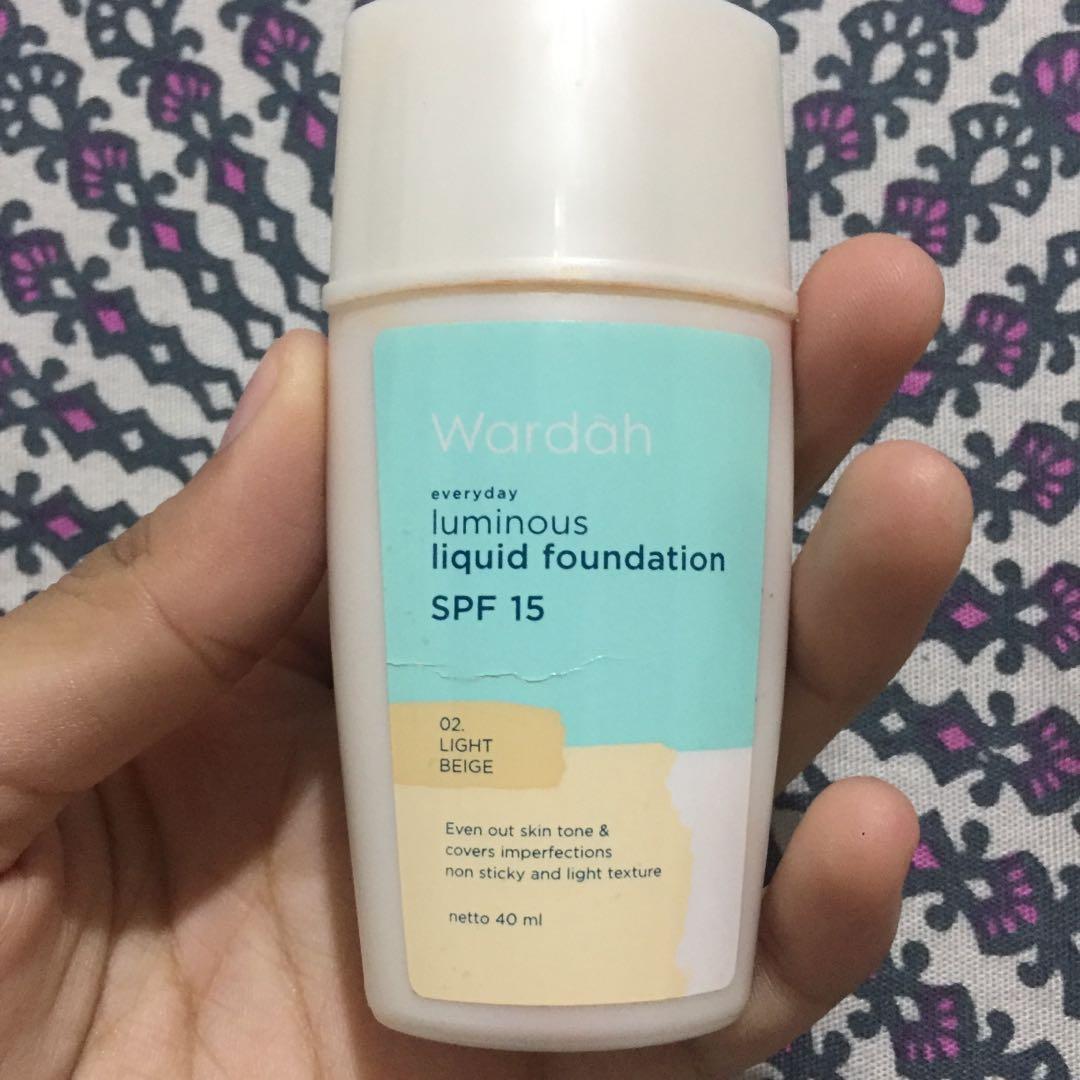 Wardàh
everyday
luminous
liquid foundation
SPF 15
02.
LIGHT
BEIGE
Even out skin tone &
covers imperfections
non sticky and light texture
netto 40 ml